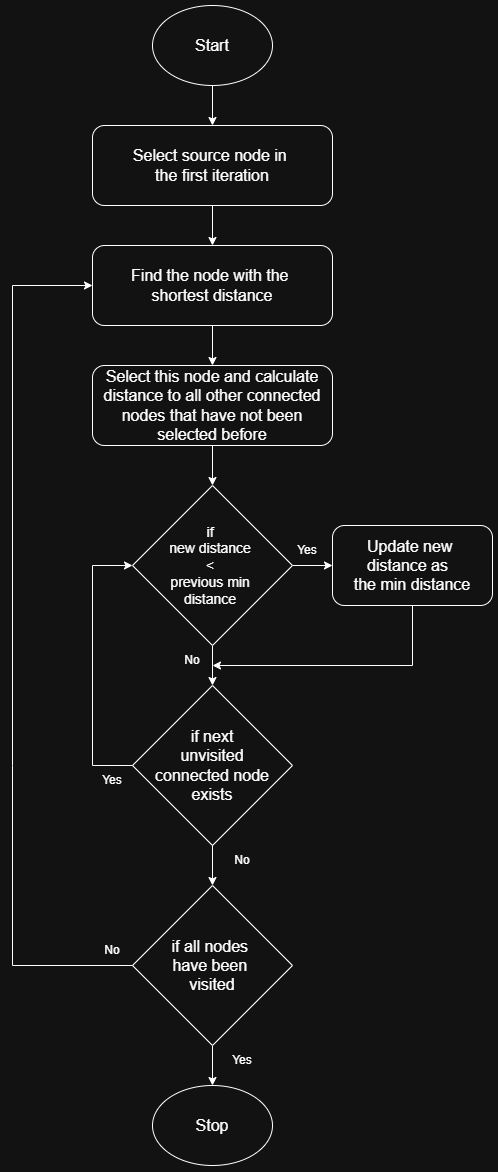 Start
Select source node in
the first iteration
Find the node with the
shortest distance
Select this node and calculate
distance to all other connected
nodes that have not been
selected before
if
new distance
<
previous min
distance
Yes
Update new
distance as
the min distance
No
if next
unvisited
connected node
exists
Yes
No
if all nodes
have been
visited
No
Yes
Stop